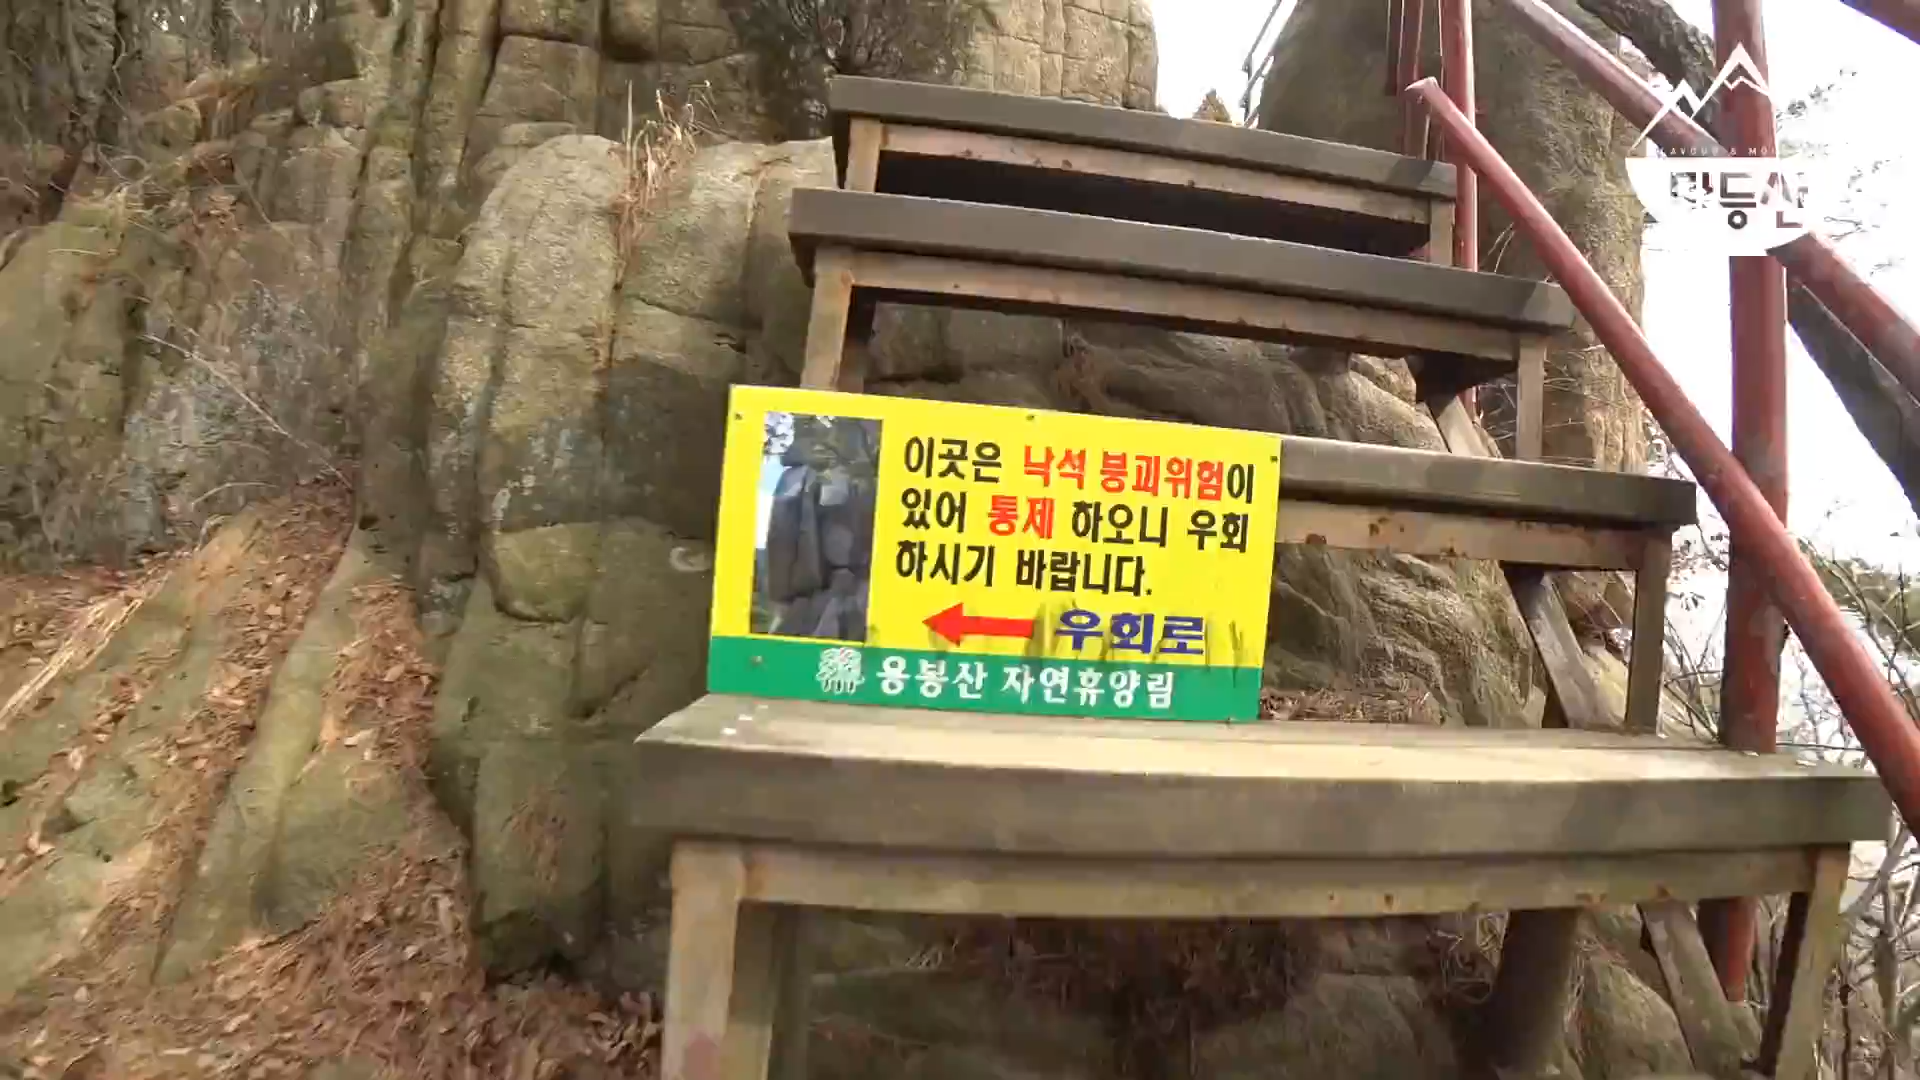 이곳은 낙석 붕괴위험이
있어 통제 하오니 우회
하시기 바랍니다.
우회로
용봉산 자연휴양림